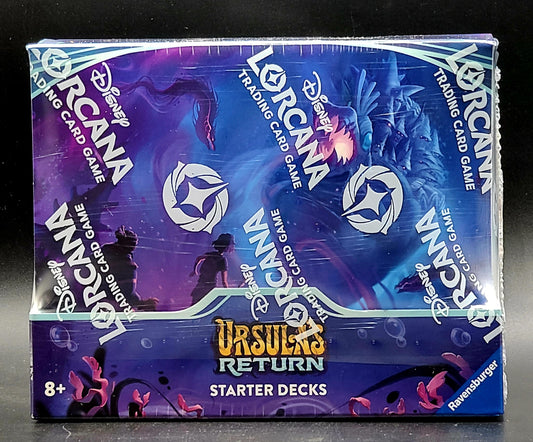 Disney
LORCANA
TRADING CARD GAME
Disney
LORCANA
TRADING CARD GAME
LORCANA
TRADING CARD GAME
Disney
LORCANA
TRADING CARD GAME
Disney
LORCANA
TRADING CARD GAME
Disney
LORCANA
TRADING CARD GAME
URSULA'S
RETURN
8+
STARTER DECKS
Ravensburger